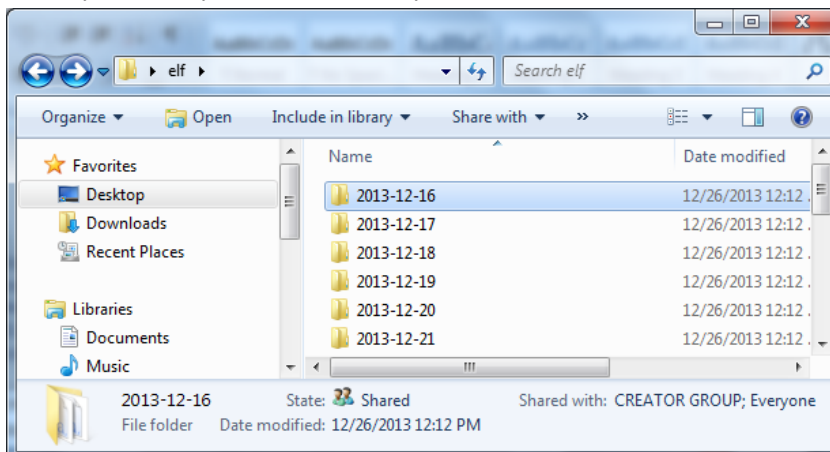 elf
Search elf
Organize Open Include in library Share with »
Favorites
Desktop
Downloads
Recent Places
Libraries
Documents
Music
Name Date modified
2013-12-16 12/26/2013 12:12
2013-12-17 12/26/2013 12:12
2013-12-18 12/26/2013 12:12
2013-12-19 12/26/2013 12:12
2013-12-20 12/26/2013 12:12
2013-12-21 12/26/2013 12:12
2013-12-16 State: Shared Shared with: CREATOR GROUP; Everyone
File folder Date modified: 12/26/2013 12:12 PM